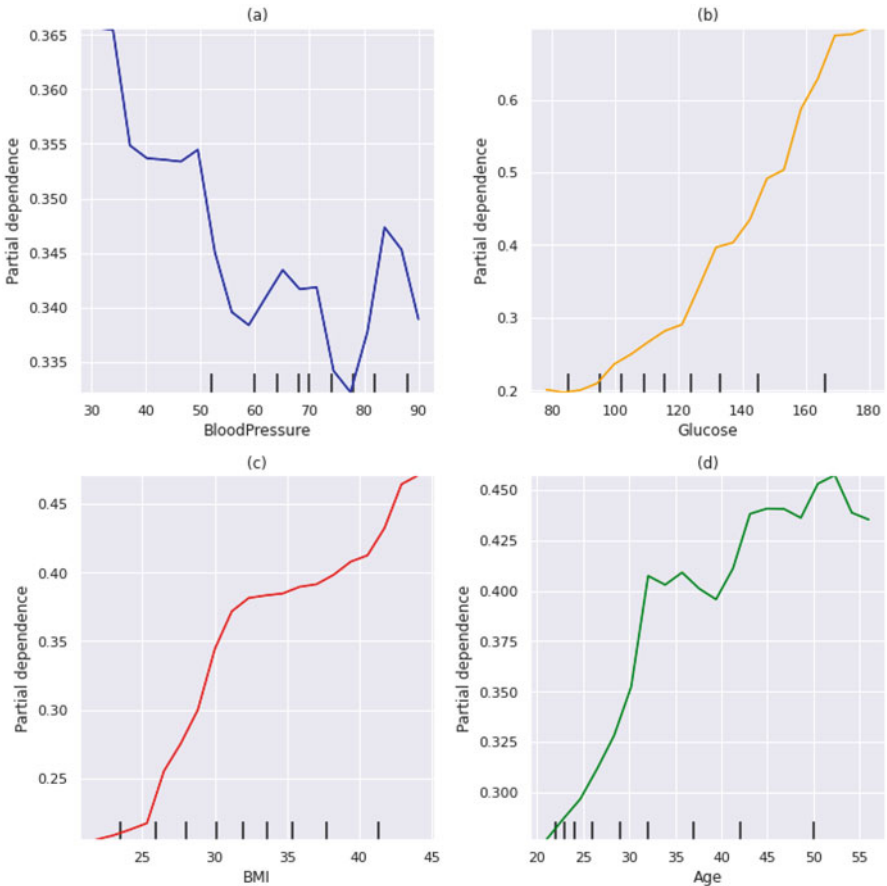 (a)
Partial dependence
0.365
0.360
0.355
0.350
0.345
0.340
0.335
30 40 50 60 70 80 90
BloodPressure
(b)
Partial dependence
0.6
0.5
0.4
0.3
0.2
80 100 120 140 160 180
Glucose
(c)
Partial dependence
0.45
0.40
0.35
0.30
0.25
25 30 35 40 45
BMI
(d)
Partial dependence
0.450
0.425
0.400
0.375
0.350
0.325
0.300
20 25 30 35 40 45 50 55
Age